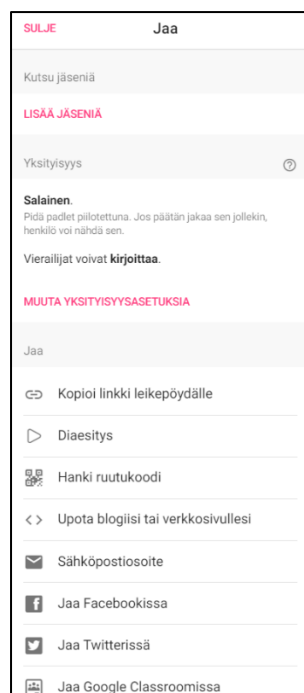 SULJE Jaa
Kutsu jäseniä
LISÄÄ JÄSENIÄ
Yksityisyys
Salainen.
Pidä padlet piilotettuna. Jos päätän jakaa sen jollekin,
henkilö voi nähdä sen.
Vierailijat voivat kirjoittaa.
MUUTA YKSITYISYYSASETUKSIA
Jaa
Kopioi linkki leikepöydälle
Diaesitys
Hanki ruutukoodi
Upota blogiisi tai verkkosivullesi
Sähköpostiosoite
Jaa Facebookissa
Jaa Twitterissä
Jaa Google Classroomissa